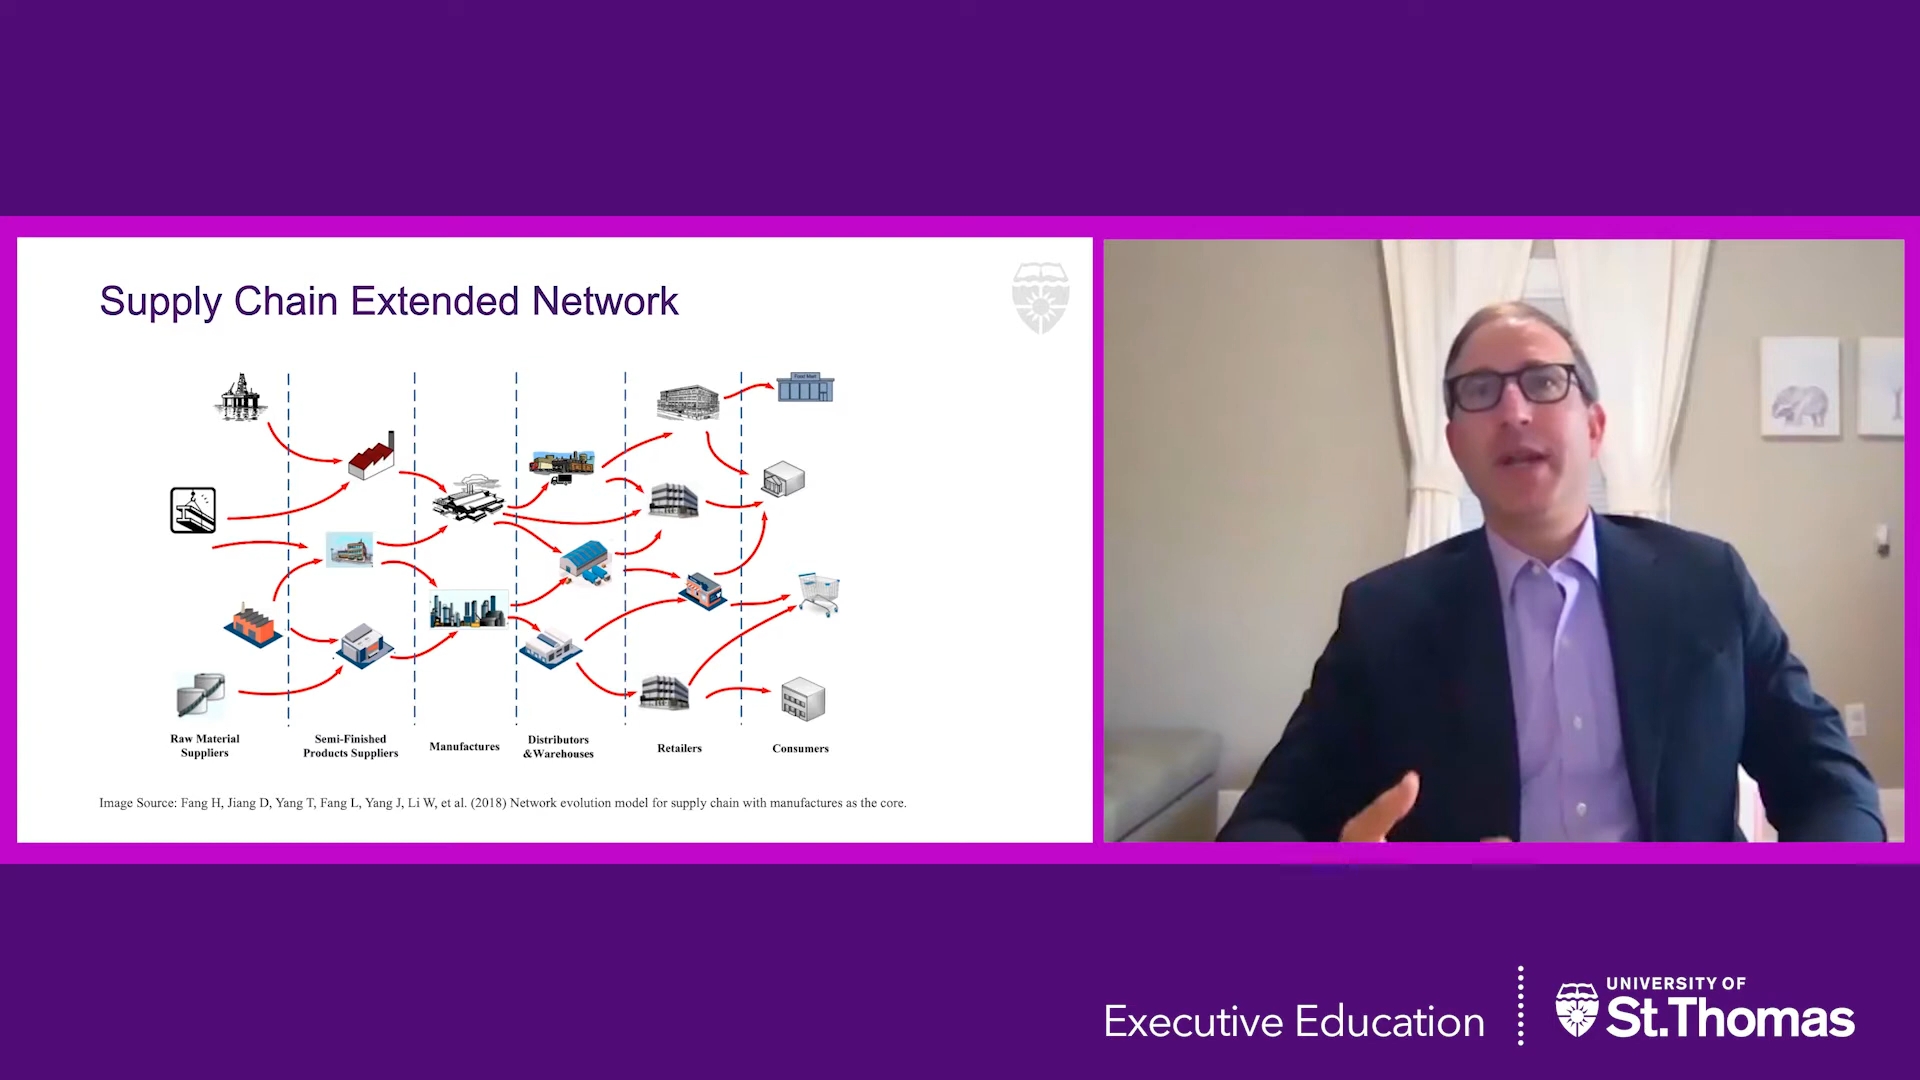 Supply Chain Extended Network
Food Mart
Raw Material
Suppliers
Semi-Finished
Products Suppliers
Manufactures
Distributors
&Warehouses
Retailers
Consumers
Image Source: Fang H, Jiang D, Yang T, Fang L, Yang J, Li W, et al. (2018) Network evolution model for supply chain with manufactures as the core.
Executive Education
UNIVERSITY OF
St.Thomas